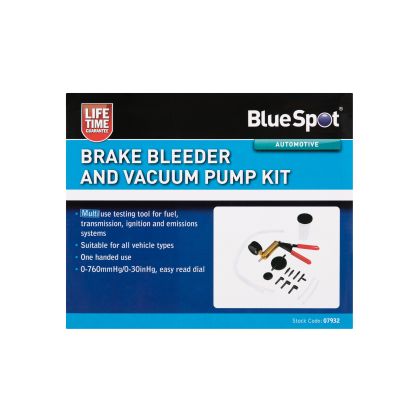 LIFE
TIME
GUARANTEE
BlueSpot®
AUTOMOTIVE
BRAKE BLEEDER
AND VACUUM PUMP KIT
• Multi use testing tool for fuel,
transmission, ignition and emissions
systems
• Suitable for all vehicle types
• One handed use
• 0-760mmHg/0-30inHg, easy read dial
Stock Code: 07932